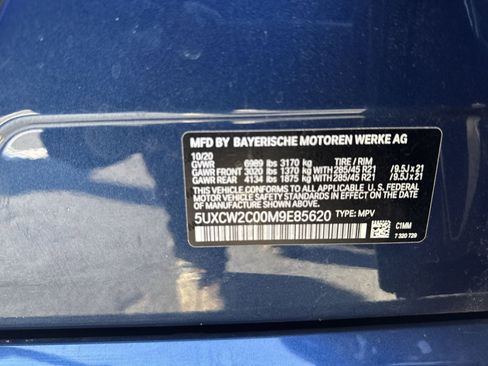 MFD BY BAYERISCHE MOTOREN WERKE AG
10/20
GVWR 6989 lbs 3170 kg TIRE / RIM
GAWR FRONT 3020 lbs 1370 kg WITH 285/45 R21 /9.5J x 21
GAWR REAR 4134 lbs 1875 kg WITH 285/45 R21 /9.5J x 21
THIS VEHICLE CONFORMS TO ALL APPLICABLE U. S. FEDERAL
MOTOR VEHICLE SAFETY STANDARDS IN EFFECT ON
THE DATE OF MANUFACTURE SHOWN ABOVE.
5UXCW2C00M9E85620 TYPE: MPV
C1MM
7 320 729